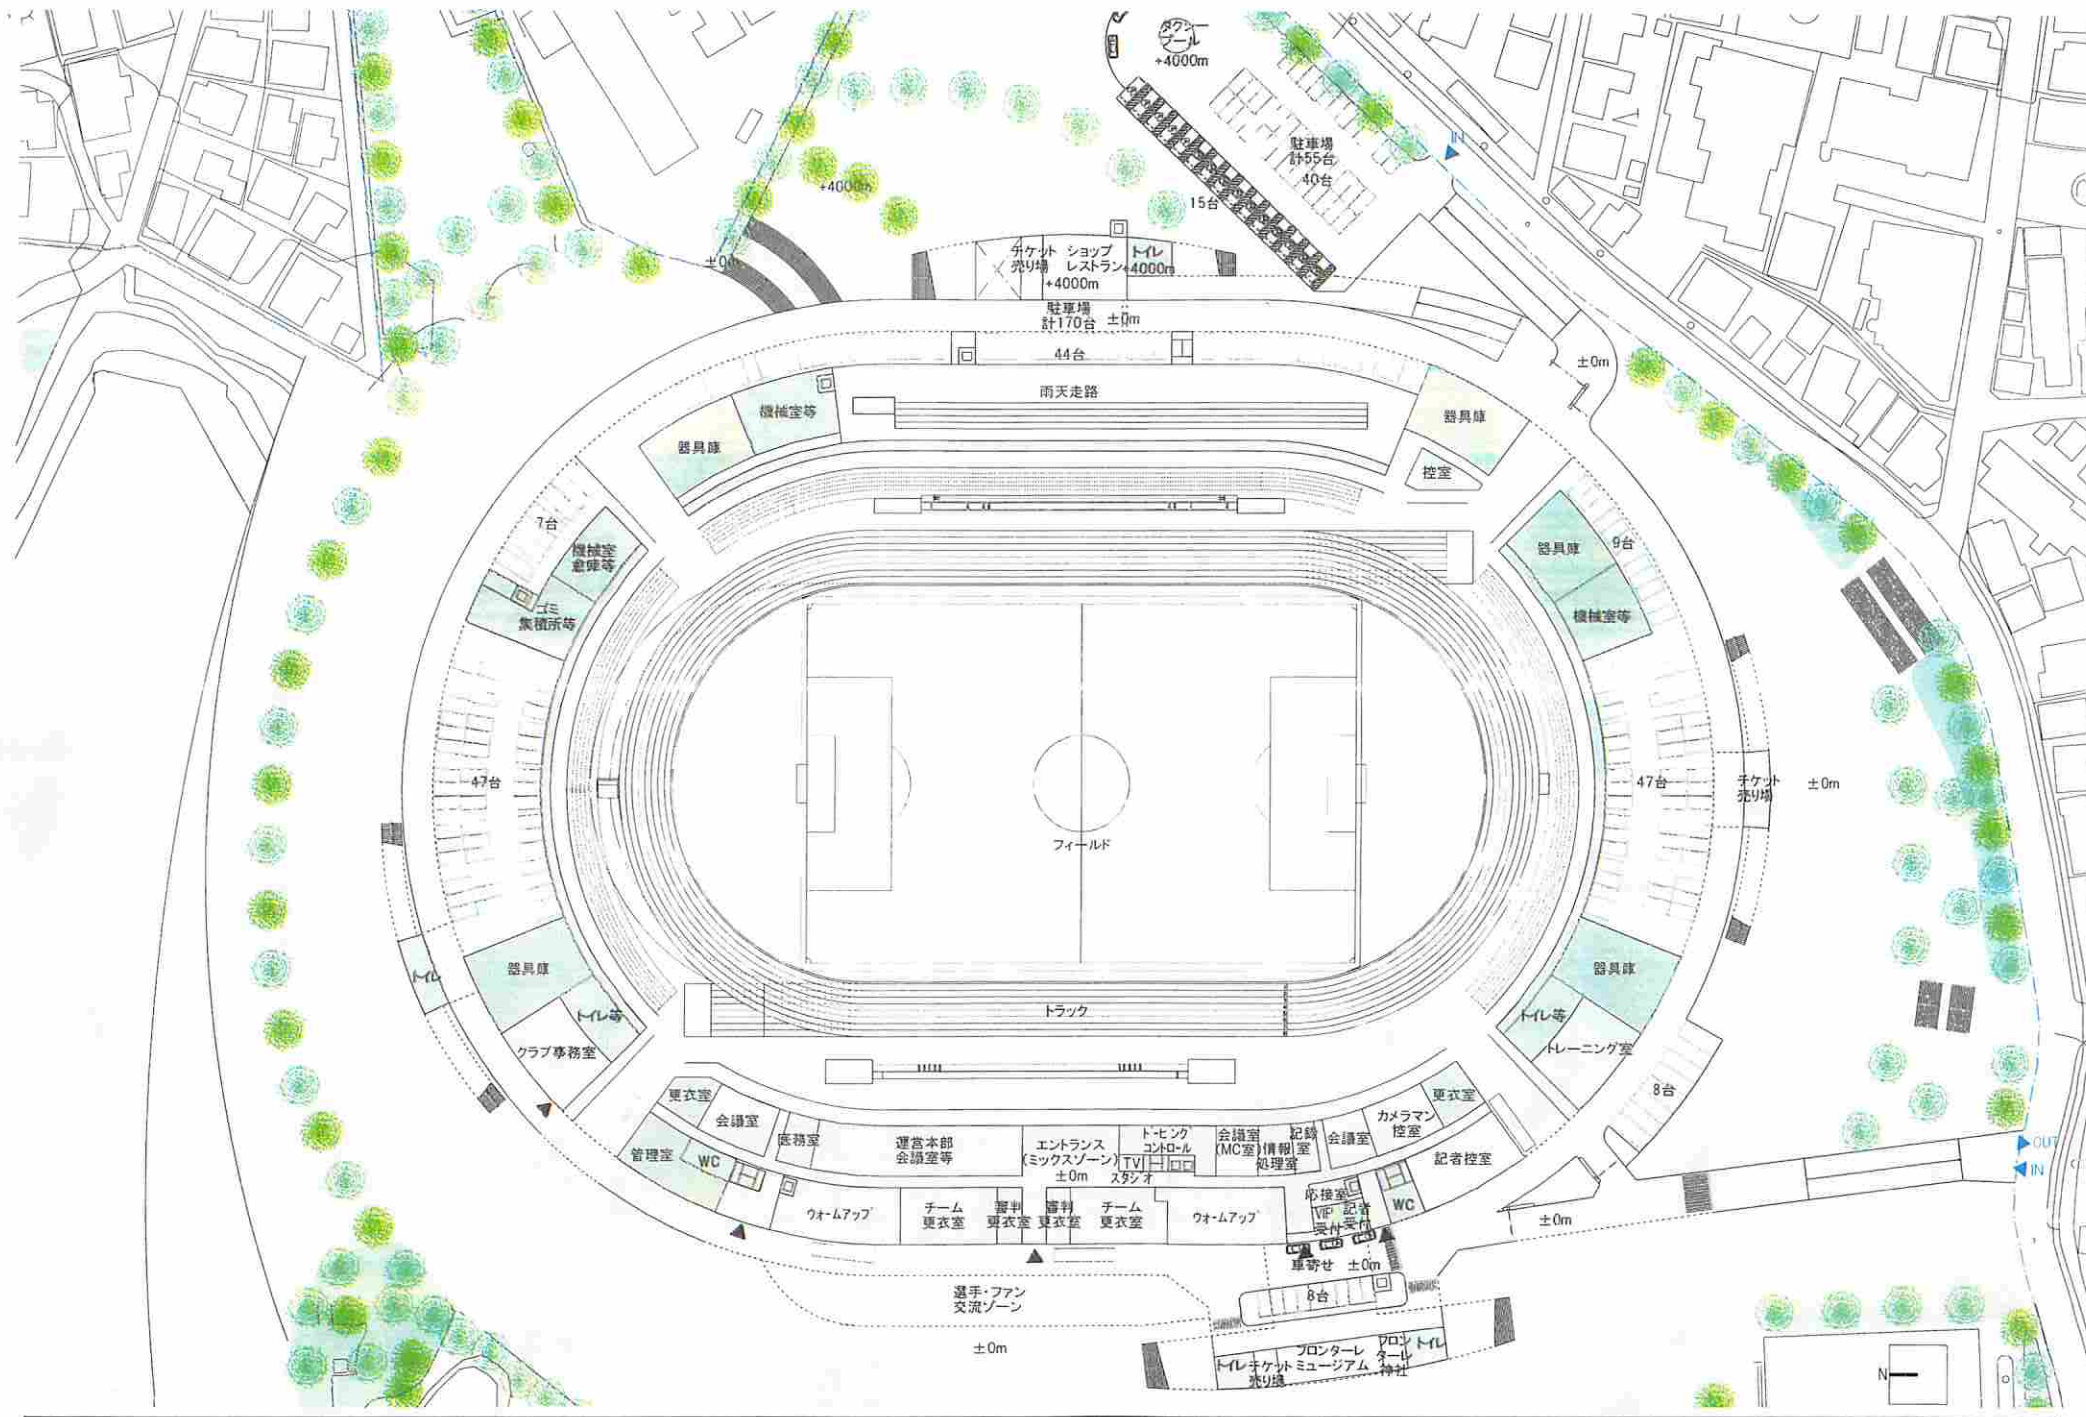 タクシー
プール
+4000m
IN
駐車場
計55台
40台
15台
+4000m
±0m
チケット
売り場
ショップ
レストラン
+4000m
トイレ
+4000m
駐車場
計170台
±0m
44台
±0m
雨天走路
機械室等
器具庫
器具庫
控室
7台
機械室
倉庫等
ゴミ
集積所等
器具庫
9台
機械室等
47台
47台
チケット
売り場
±0m
フィールド
トイレ
器具庫
トイレ等
クラブ事務室
トラック
器具庫
トイレ等
トレーニング室
8台
更衣室
会議室
医務室
運営本部
会議室等
エントランス
(ミックスゾーン)
±0m
ドーピング
コントロール
TV
スタジオ
会議室
(MC室)
情報
処理室
記録
室
会議室
カメラマン
控室
更衣室
記者控室
管理室
WC
ウォームアップ
チーム
更衣室
審判
更衣室
審判
更衣室
チーム
更衣室
ウォームアップ
応接室
VIP
受付
記者
受付
WC
OUT
IN
±0m
車寄せ
±0m
8台
選手・ファン
交流ゾーン
±0m
トイレ
チケット
売り場
フロンターレ
ミュージアム
フロン
ターレ
神社
トイレ
N